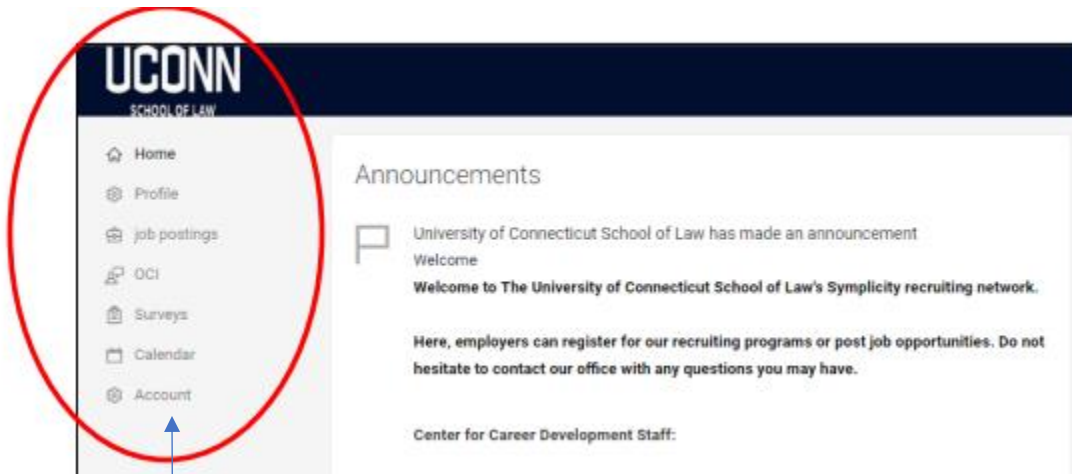 UCONN
SCHOOL OF LAW
Home
Profile
job postings
OCI
Surveys
Calendar
Account
Announcements
University of Connecticut School of Law has made an announcement
Welcome
Welcome to The University of Connecticut School of Law's Symplicity recruiting network.
Here, employers can register for our recruiting programs or post job opportunities. Do not
hesitate to contact our office with any questions you may have.
Center for Career Development Staff: